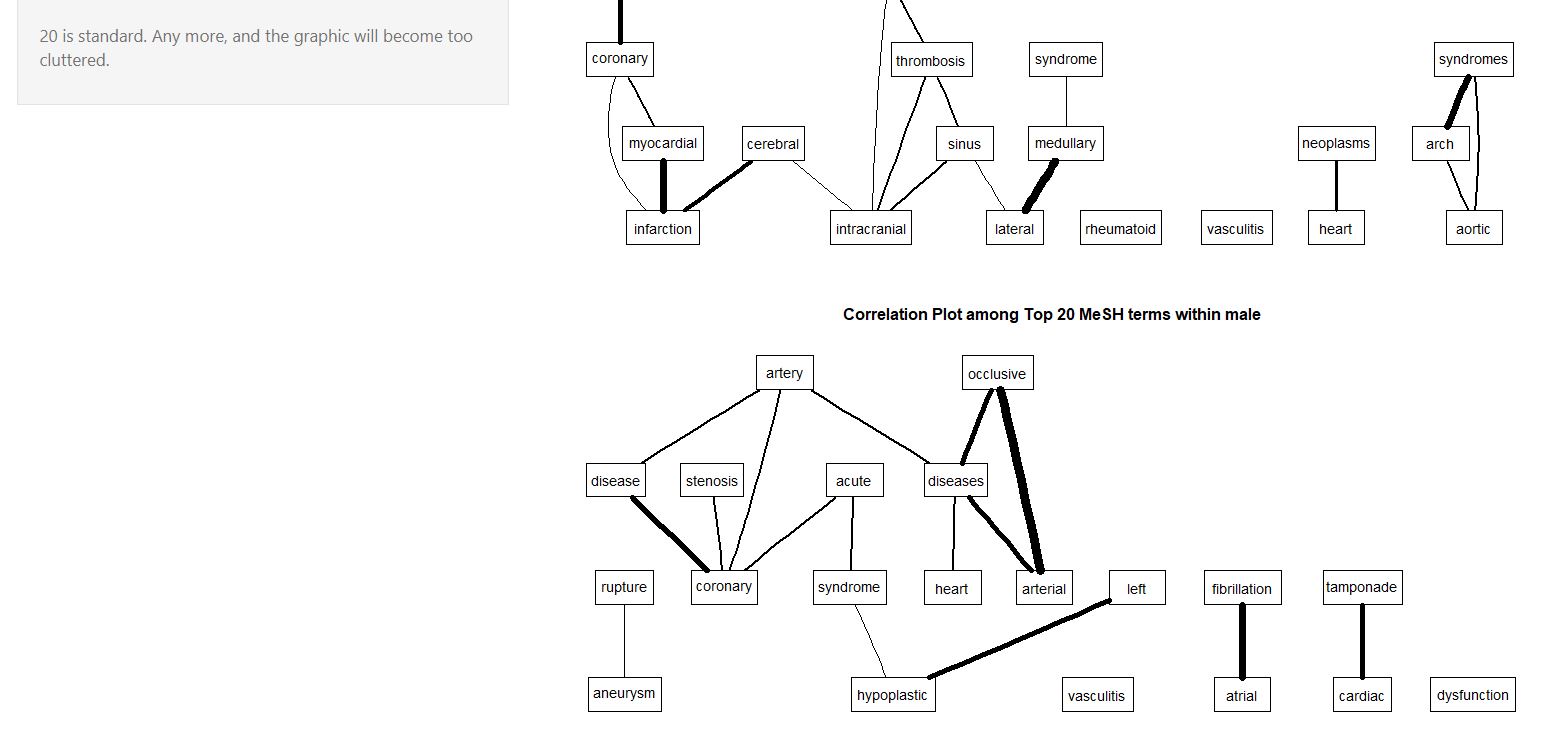 20 is standard. Any more, and the graphic will become too
cluttered.
coronary
thrombosis
syndrome
syndromes
myocardial
cerebral
sinus
medullary
neoplasms
arch
infarction
intracranial
lateral
rheumatoid
vasculitis
heart
aortic
Correlation Plot among Top 20 MeSH terms within male
artery
occlusive
disease
stenosis
acute
diseases
rupture
coronary
syndrome
heart
arterial
left
fibrillation
tamponade
aneurysm
hypoplastic
vasculitis
atrial
cardiac
dysfunction